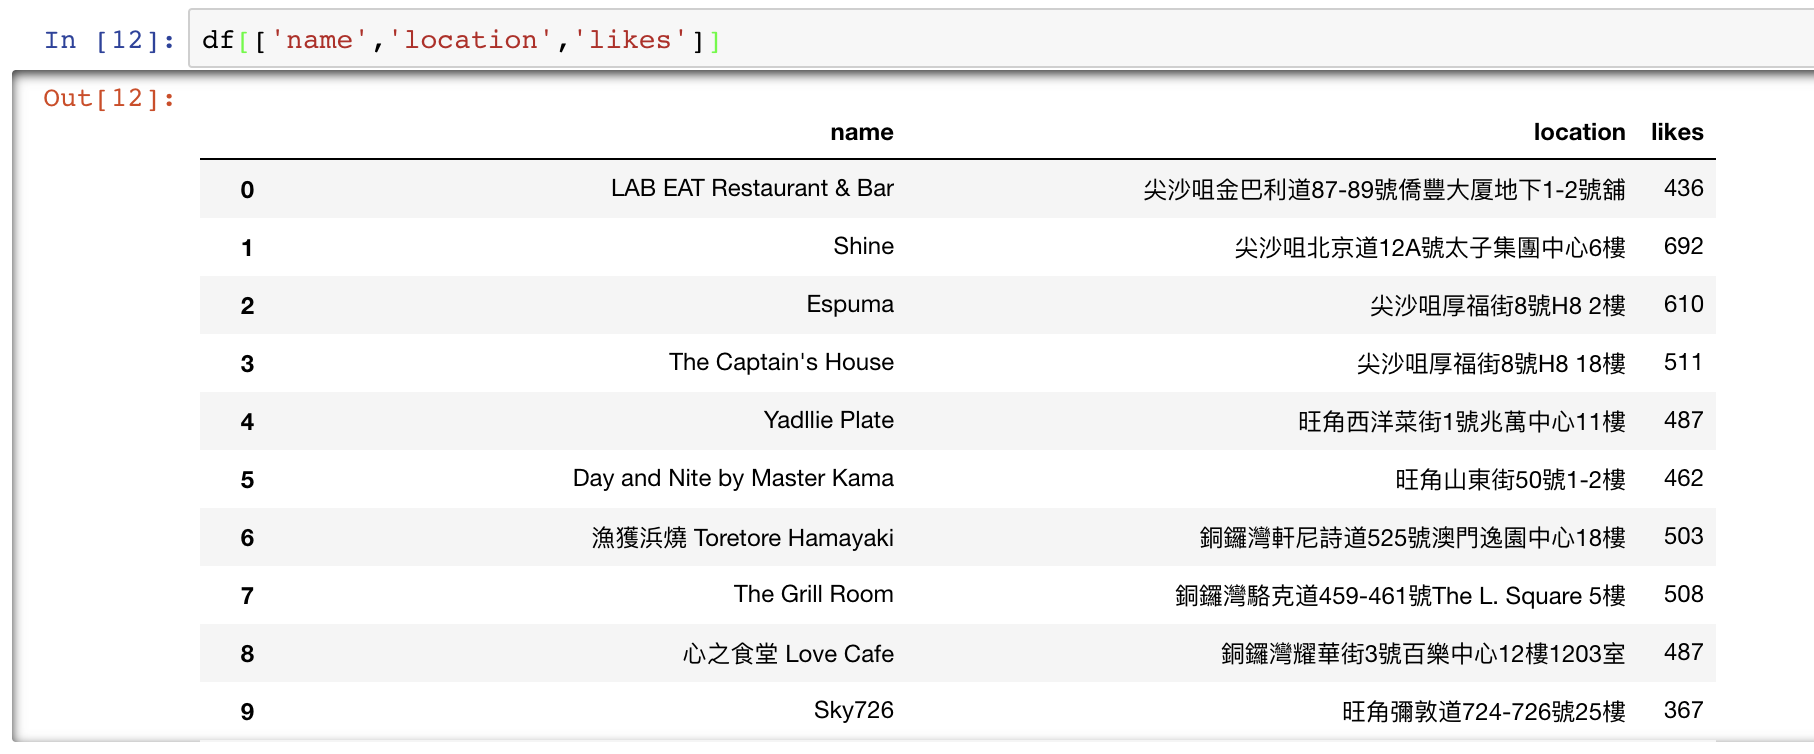 In [12]: df[['name','location','likes']]
Out[12]:
name location likes
0 LAB EAT Restaurant & Bar 尖沙咀金巴利道87-89號僑豐大厦地下1-2號舖 436
1 Shine 尖沙咀北京道12A號太子集團中心6樓 692
2 Espuma 尖沙咀厚福街8號H8 2樓 610
3 The Captain's House 尖沙咀厚福街8號H8 18樓 511
4 Yadllie Plate 旺角西洋菜街1號兆萬中心11樓 487
5 Day and Nite by Master Kama 旺角山東街50號1-2樓 462
6 漁獲浜燒 Toretore Hamayaki 銅鑼灣軒尼詩道525號澳門逸園中心18樓 503
7 The Grill Room 銅鑼灣駱克道459-461號The L. Square 5樓 508
8 心之食堂 Love Cafe 銅鑼灣耀華街3號百樂中心12樓1203室 487
9 Sky726 旺角彌敦道724-726號25樓 367